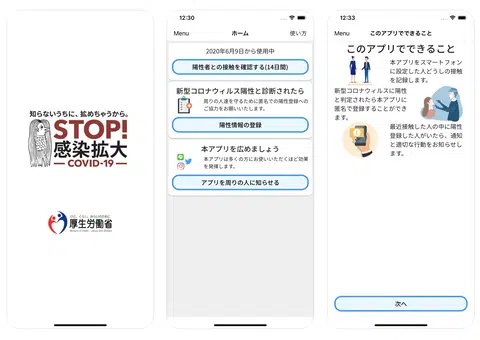 知らないうちに、拡めちゃうから。
STOP!
感染拡大
COVID-19
厚生労働省
12:30
Menu
ホーム
使い方
2020年6月9日から使用中
陽性者との接触を確認する(14日間)
新型コロナウイルス陽性と診断されたら
周りの人達を守るために匿名での陽性登録への
ご協力をお願いいたします。
陽性情報の登録
本アプリを広めましょう
本アプリは多くの方にお使いいただくほど効果
を発揮します。
アプリを周りの人に知らせる
12:33
Menu
このアプリでできること
このアプリでできること
本アプリをスマートフォン
に設定した人どうしの接触
を記録します。
新型コロナウイルスに陽性
と判定されたら本アプリに
匿名で登録することができ
ます。
最近接触した人の中に陽性
登録した人がいたら、通知
と適切な行動をお知らせし
ます。
次へ